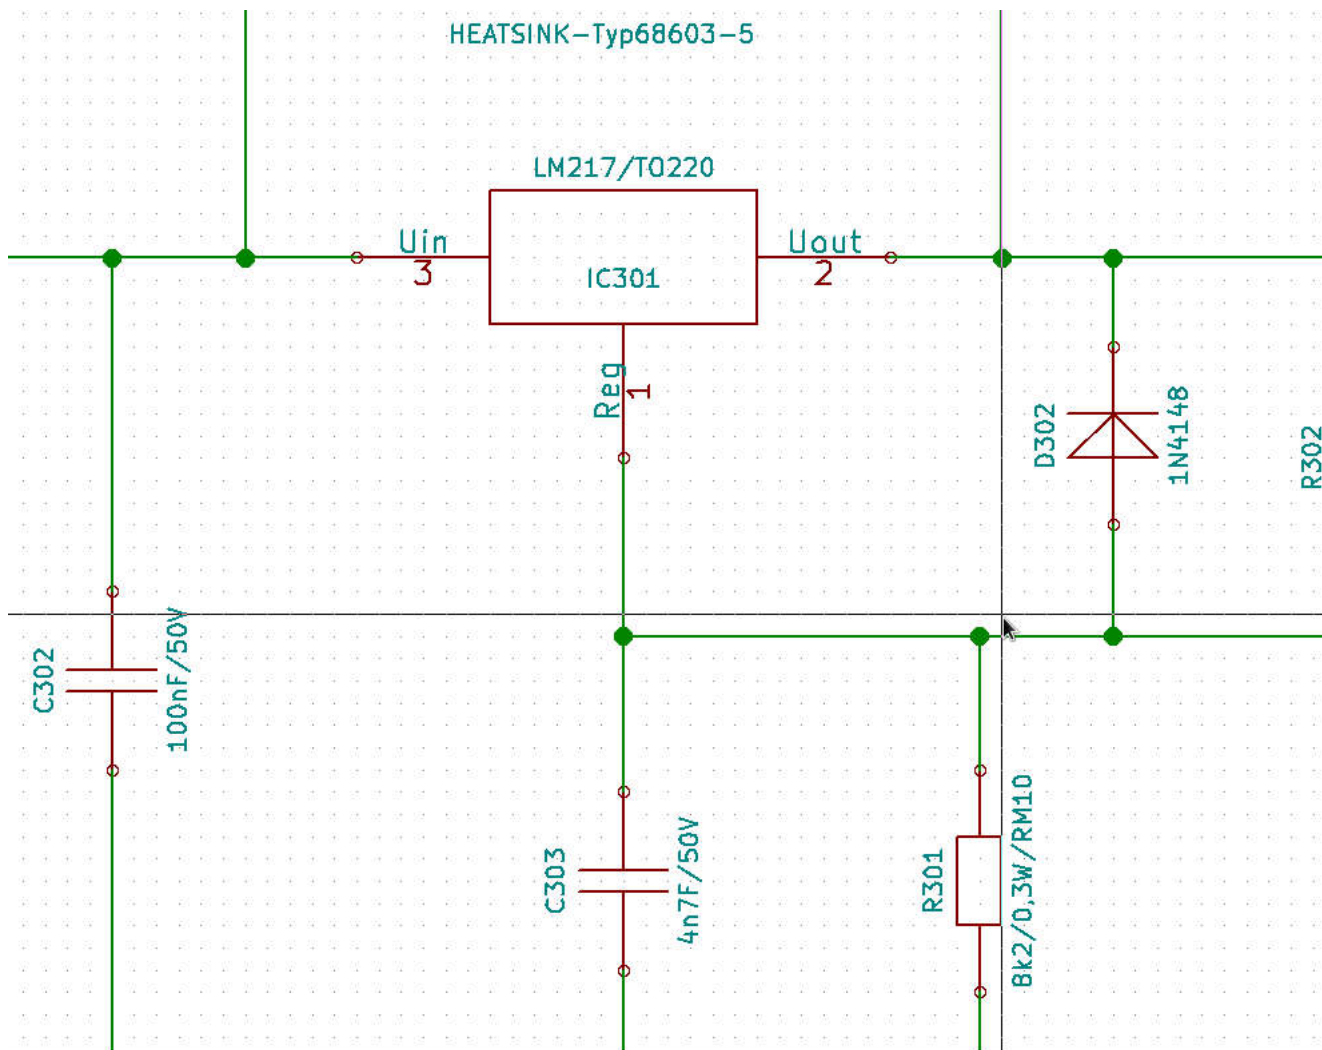 HEATSINK-Typ68603-5
LM217/TO220
Uin
3
IC301
Uout
2
Reg
1
D302
1N4148
R302
C302
100nF/50V
C303
4n7F/50V
R301
8k2/0,3W/RM10